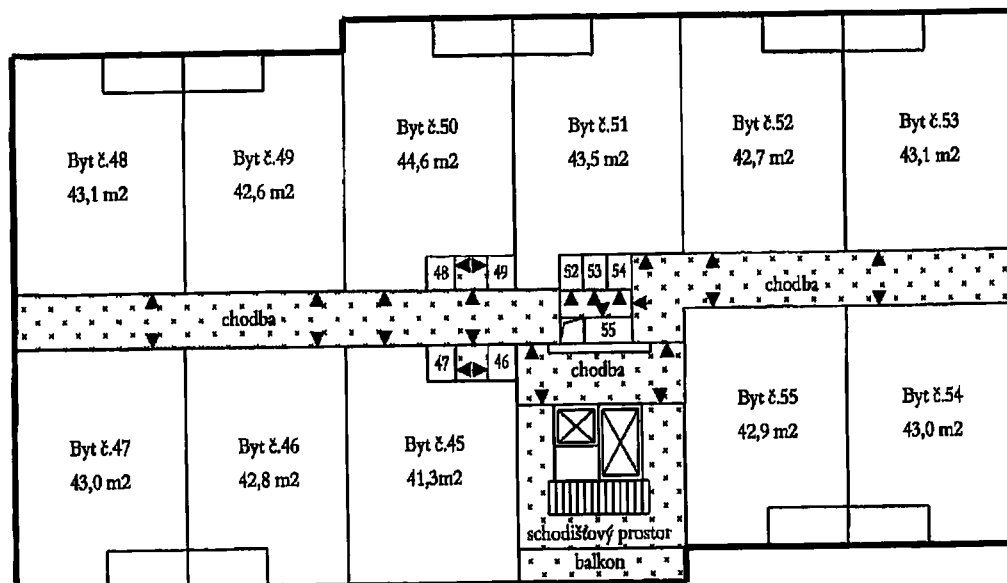 Byt č.48
43,1 m2
Byt č.49
42,6 m2
Byt č.50
44,6 m2
Byt č.51
43,5 m2
Byt č.52
42,7 m2
Byt č.53
43,1 m2
48
49
52
53
54
chodba
chodba
55
47
46
chodba
Byt č.47
43,0 m2
Byt č.46
42,8 m2
Byt č.45
41,3m2
Byt č.55
42,9 m2
Byt č.54
43,0 m2
schodišťový prostor
balkon